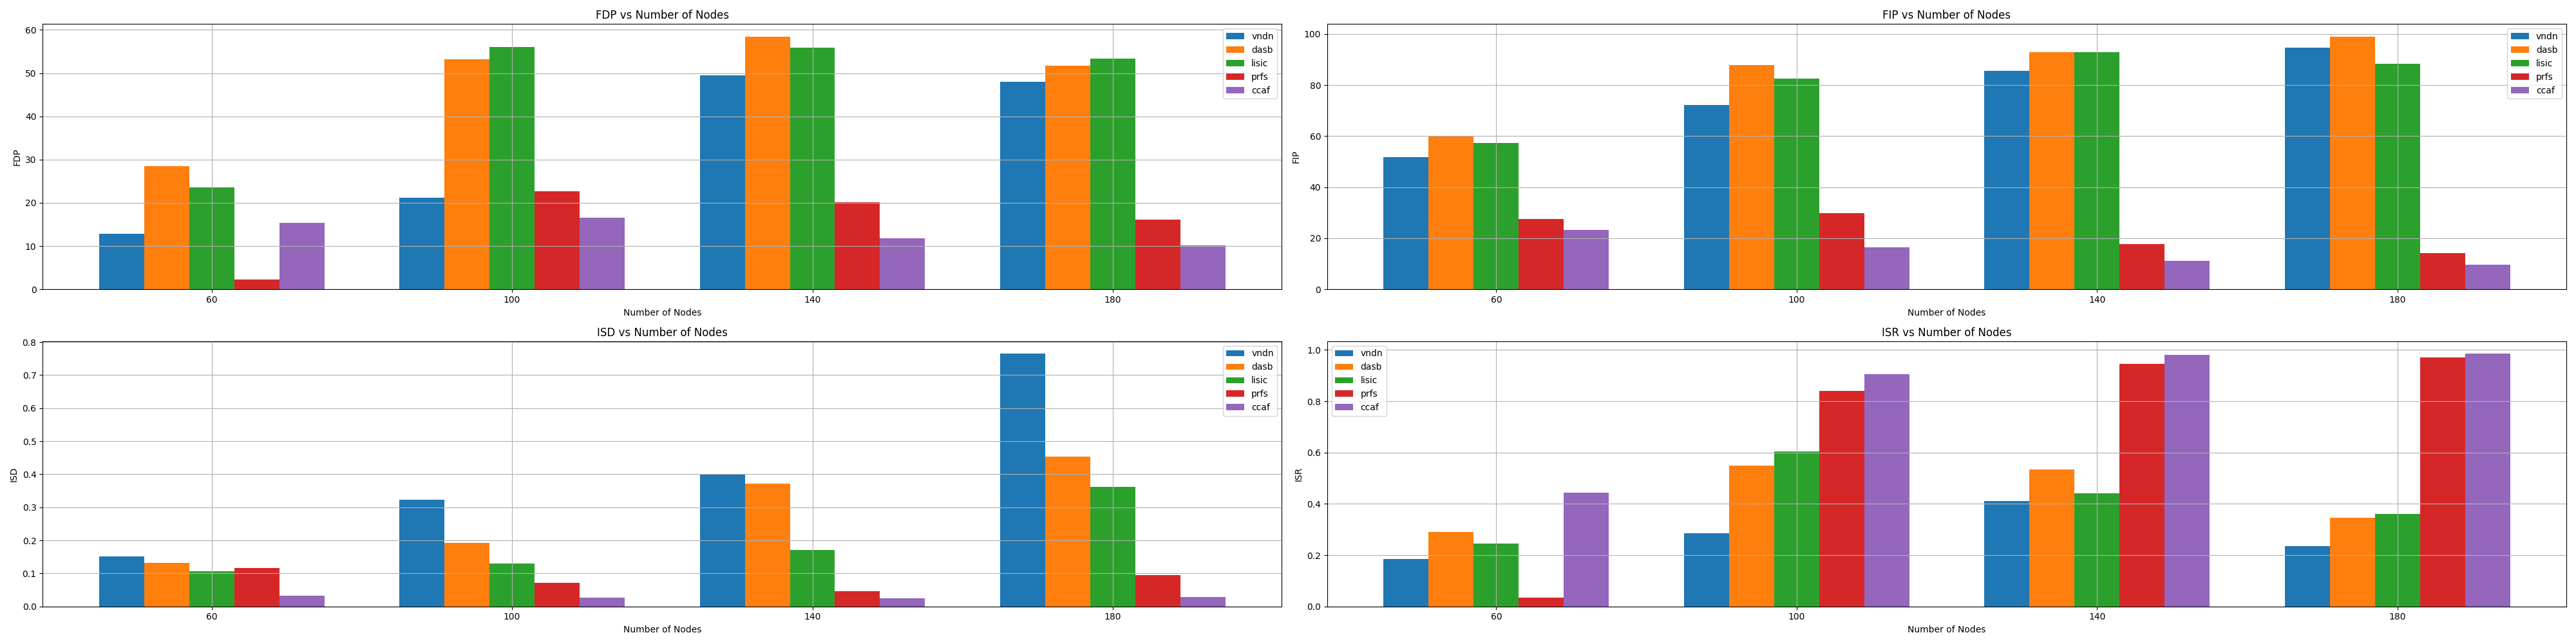 FDP vs Number of Nodes
60
50
40
30
20
10
0
FDP
vndn
dasb
lisic
prfs
ccaf
60 100 140 180
Number of Nodes
FIP vs Number of Nodes
100
80
60
40
20
0
FIP
vndn
dasb
lisic
prfs
ccaf
60 100 140 180
Number of Nodes
ISD vs Number of Nodes
0.8
0.7
0.6
0.5
0.4
0.3
0.2
0.1
0.0
ISD
vndn
dasb
lisic
prfs
ccaf
60 100 140 180
Number of Nodes
ISR vs Number of Nodes
1.0
0.8
0.6
0.4
0.2
0.0
ISR
vndn
dasb
lisic
prfs
ccaf
60 100 140 180
Number of Nodes